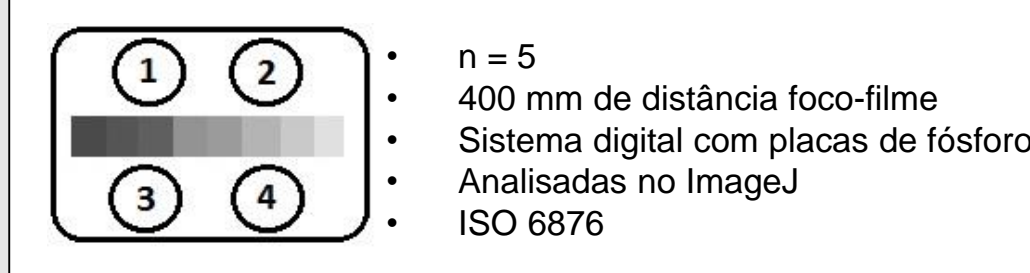 1 2
3 4
• n = 5
• 400 mm de distância foco-filme
• Sistema digital com placas de fósforo
• Analisadas no ImageJ
• ISO 6876